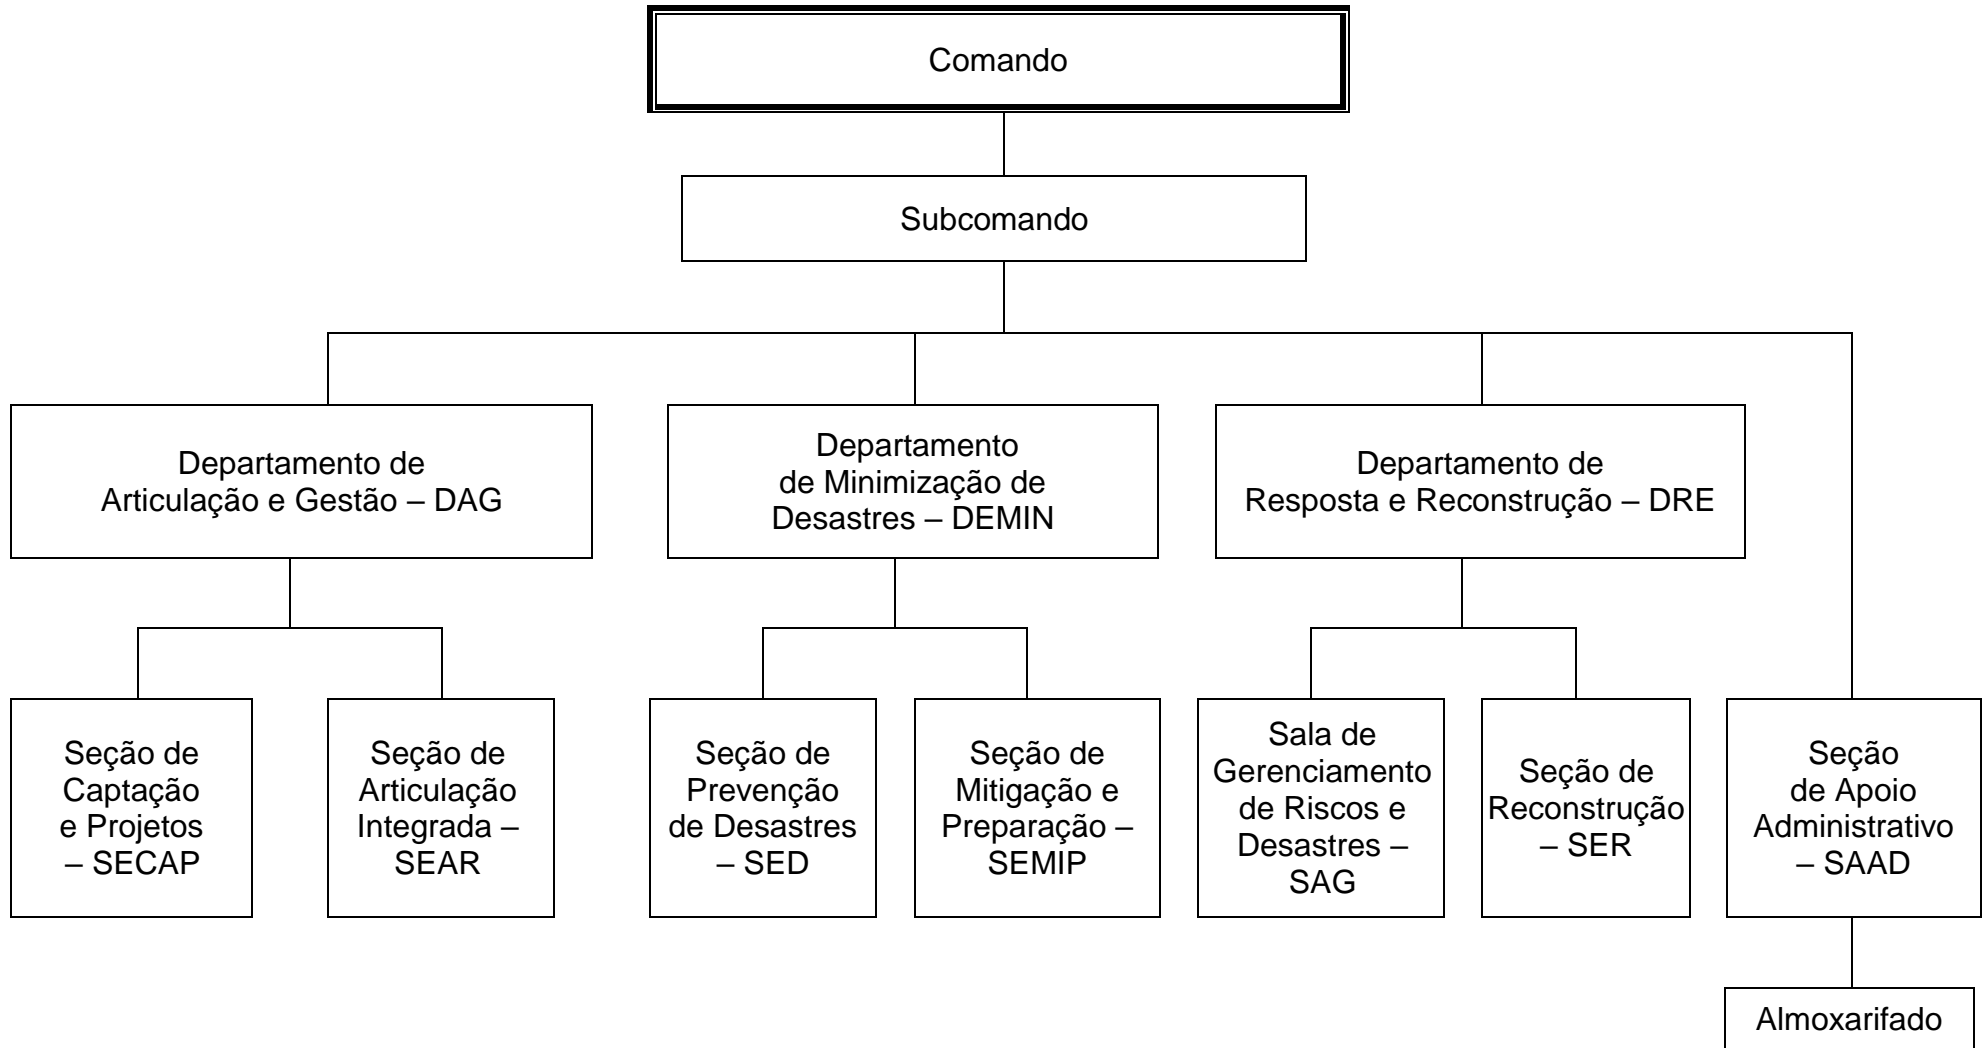 Comando
Subcomando
Departamento de
Articulação e Gestão – DAG
Departamento
de Minimização de
Desastres – DEMIN
Departamento de
Resposta e Reconstrução – DRE
Seção de
Captação
e Projetos
– SECAP
Seção de
Articulação
Integrada –
SEAR
Seção de
Prevenção
de Desastres
– SED
Seção de
Mitigação e
Preparação –
SEMIP
Sala de
Gerenciamento
de Riscos e
Desastres –
SAG
Seção de
Reconstrução
– SER
Seção
de Apoio
Administrativo
– SAAD
Almoxarifado